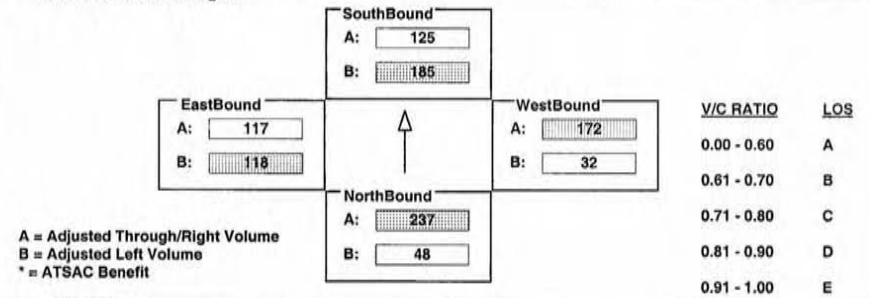 SouthBound
A: 125
B: 185
EastBound
A: 117
B: 118
WestBound
A: 172
B: 32
NorthBound
A: 237
B: 48
A = Adjusted Through/Right Volume
B = Adjusted Left Volume
* = ATSAC Benefit
V/C RATIO LOS
0.00 - 0.60 A
0.61 - 0.70 B
0.71 - 0.80 C
0.81 - 0.90 D
0.91 - 1.00 E